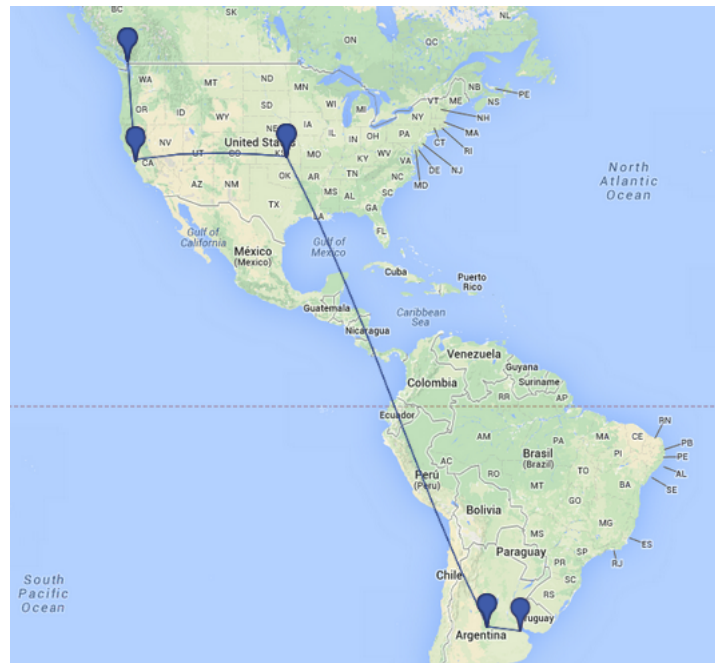 BC
SK
NL
ON
QC
WA
MT
ND
MN
NB
PE
OR
ID
SD
WI
MI
VT
ME
NS
WY
NY
NH
NV
IA
PA
MA
United
IL
IN
OH
CT
RI
CA
UT
MO
WV
DE
NJ
KY
VA
MD
AZ
NM
OK
AR
TN
NC
SC
MS
AL
TX
GA
LA
FL
North
Atlantic
Ocean
Gulf of
California
Gulf of
Mexico
México
(Mexico)
Cuba
Puerto
Rico
Guatemala
Caribbean
Sea
Nicaragua
Venezuela
Guyana
Suriname
Colombia
RR
AP
Ecuador
RN
AM
PA
MA
CE
PB
PE
AC
Brasil
(Brazil)
PI
AL
Perú
(Peru)
RO
TO
SE
MT
BA
GO
Bolivia
MG
MS
ES
Paraguay
SP
RJ
PR
SC
Chile
RS
South
Pacific
Ocean
Argentina